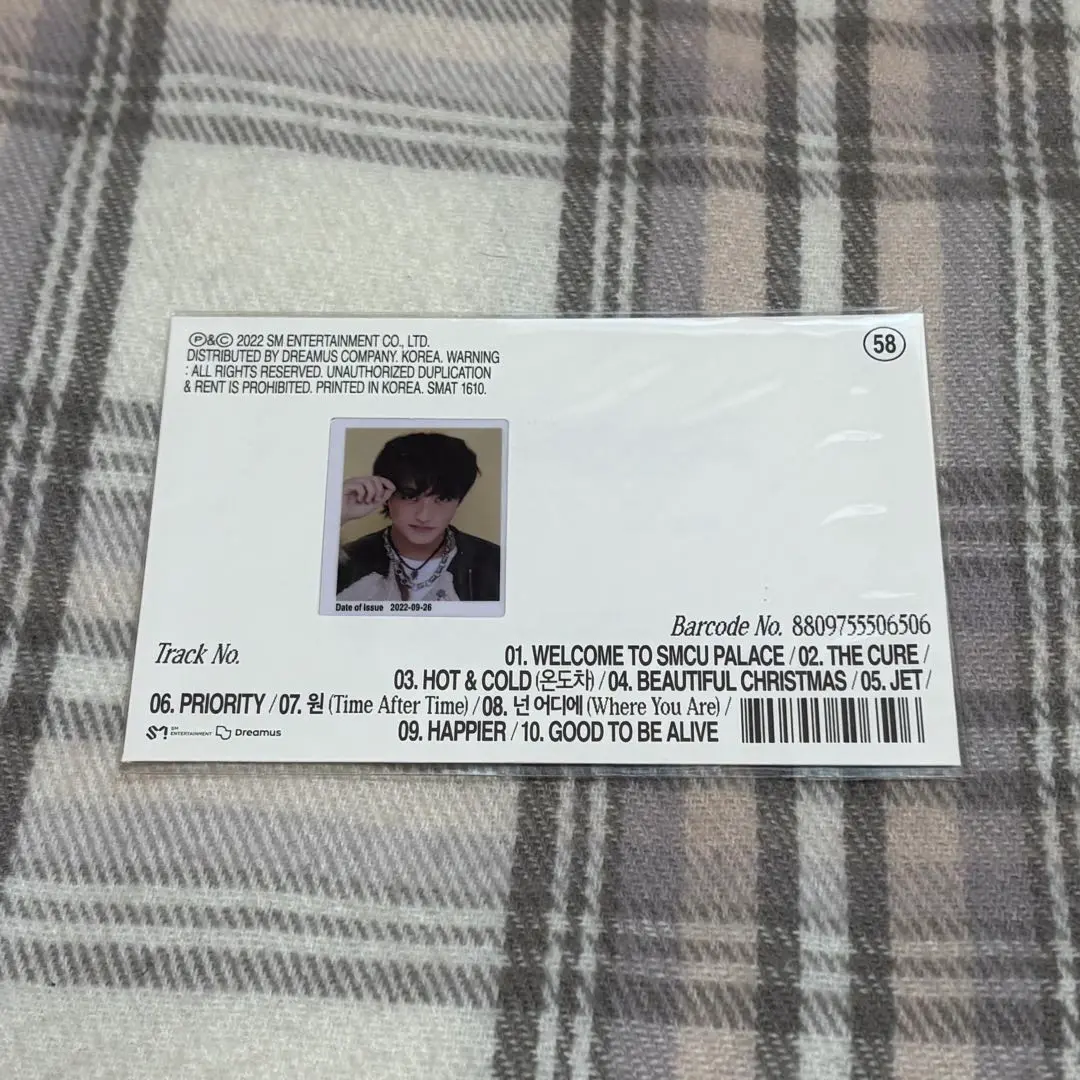 Ⓟ&© 2022 SM ENTERTAINMENT CO., LTD.
DISTRIBUTED BY DREAMUS COMPANY. KOREA. WARNING
: ALL RIGHTS RESERVED. UNAUTHORIZED DUPLICATION
& RENT IS PROHIBITED. PRINTED IN KOREA. SMAT 1610.
58
Date of Issue 2022-09-26
Barcode No. 8809755506506
Track No.
01. WELCOME TO SMCU PALACE / 02. THE CURE /
03. HOT & COLD (온도차) / 04. BEAUTIFUL CHRISTMAS / 05. JET /
06. PRIORITY / 07. 원 (Time After Time) / 08. 넌 어디에 (Where You Are) /
09. HAPPIER / 10. GOOD TO BE ALIVE
SM ENTERTAINMENT Dreamus